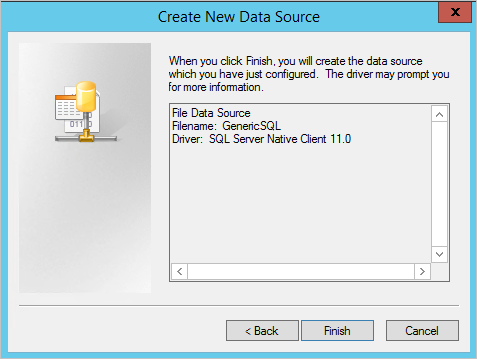 Create New Data Source
x
When you click Finish, you will create the data source
which you have just configured. The driver may prompt you
for more information.
File Data Source
Filename: GenericSQL
Driver: SQL Server Native Client 11.0
< Back
Finish
Cancel